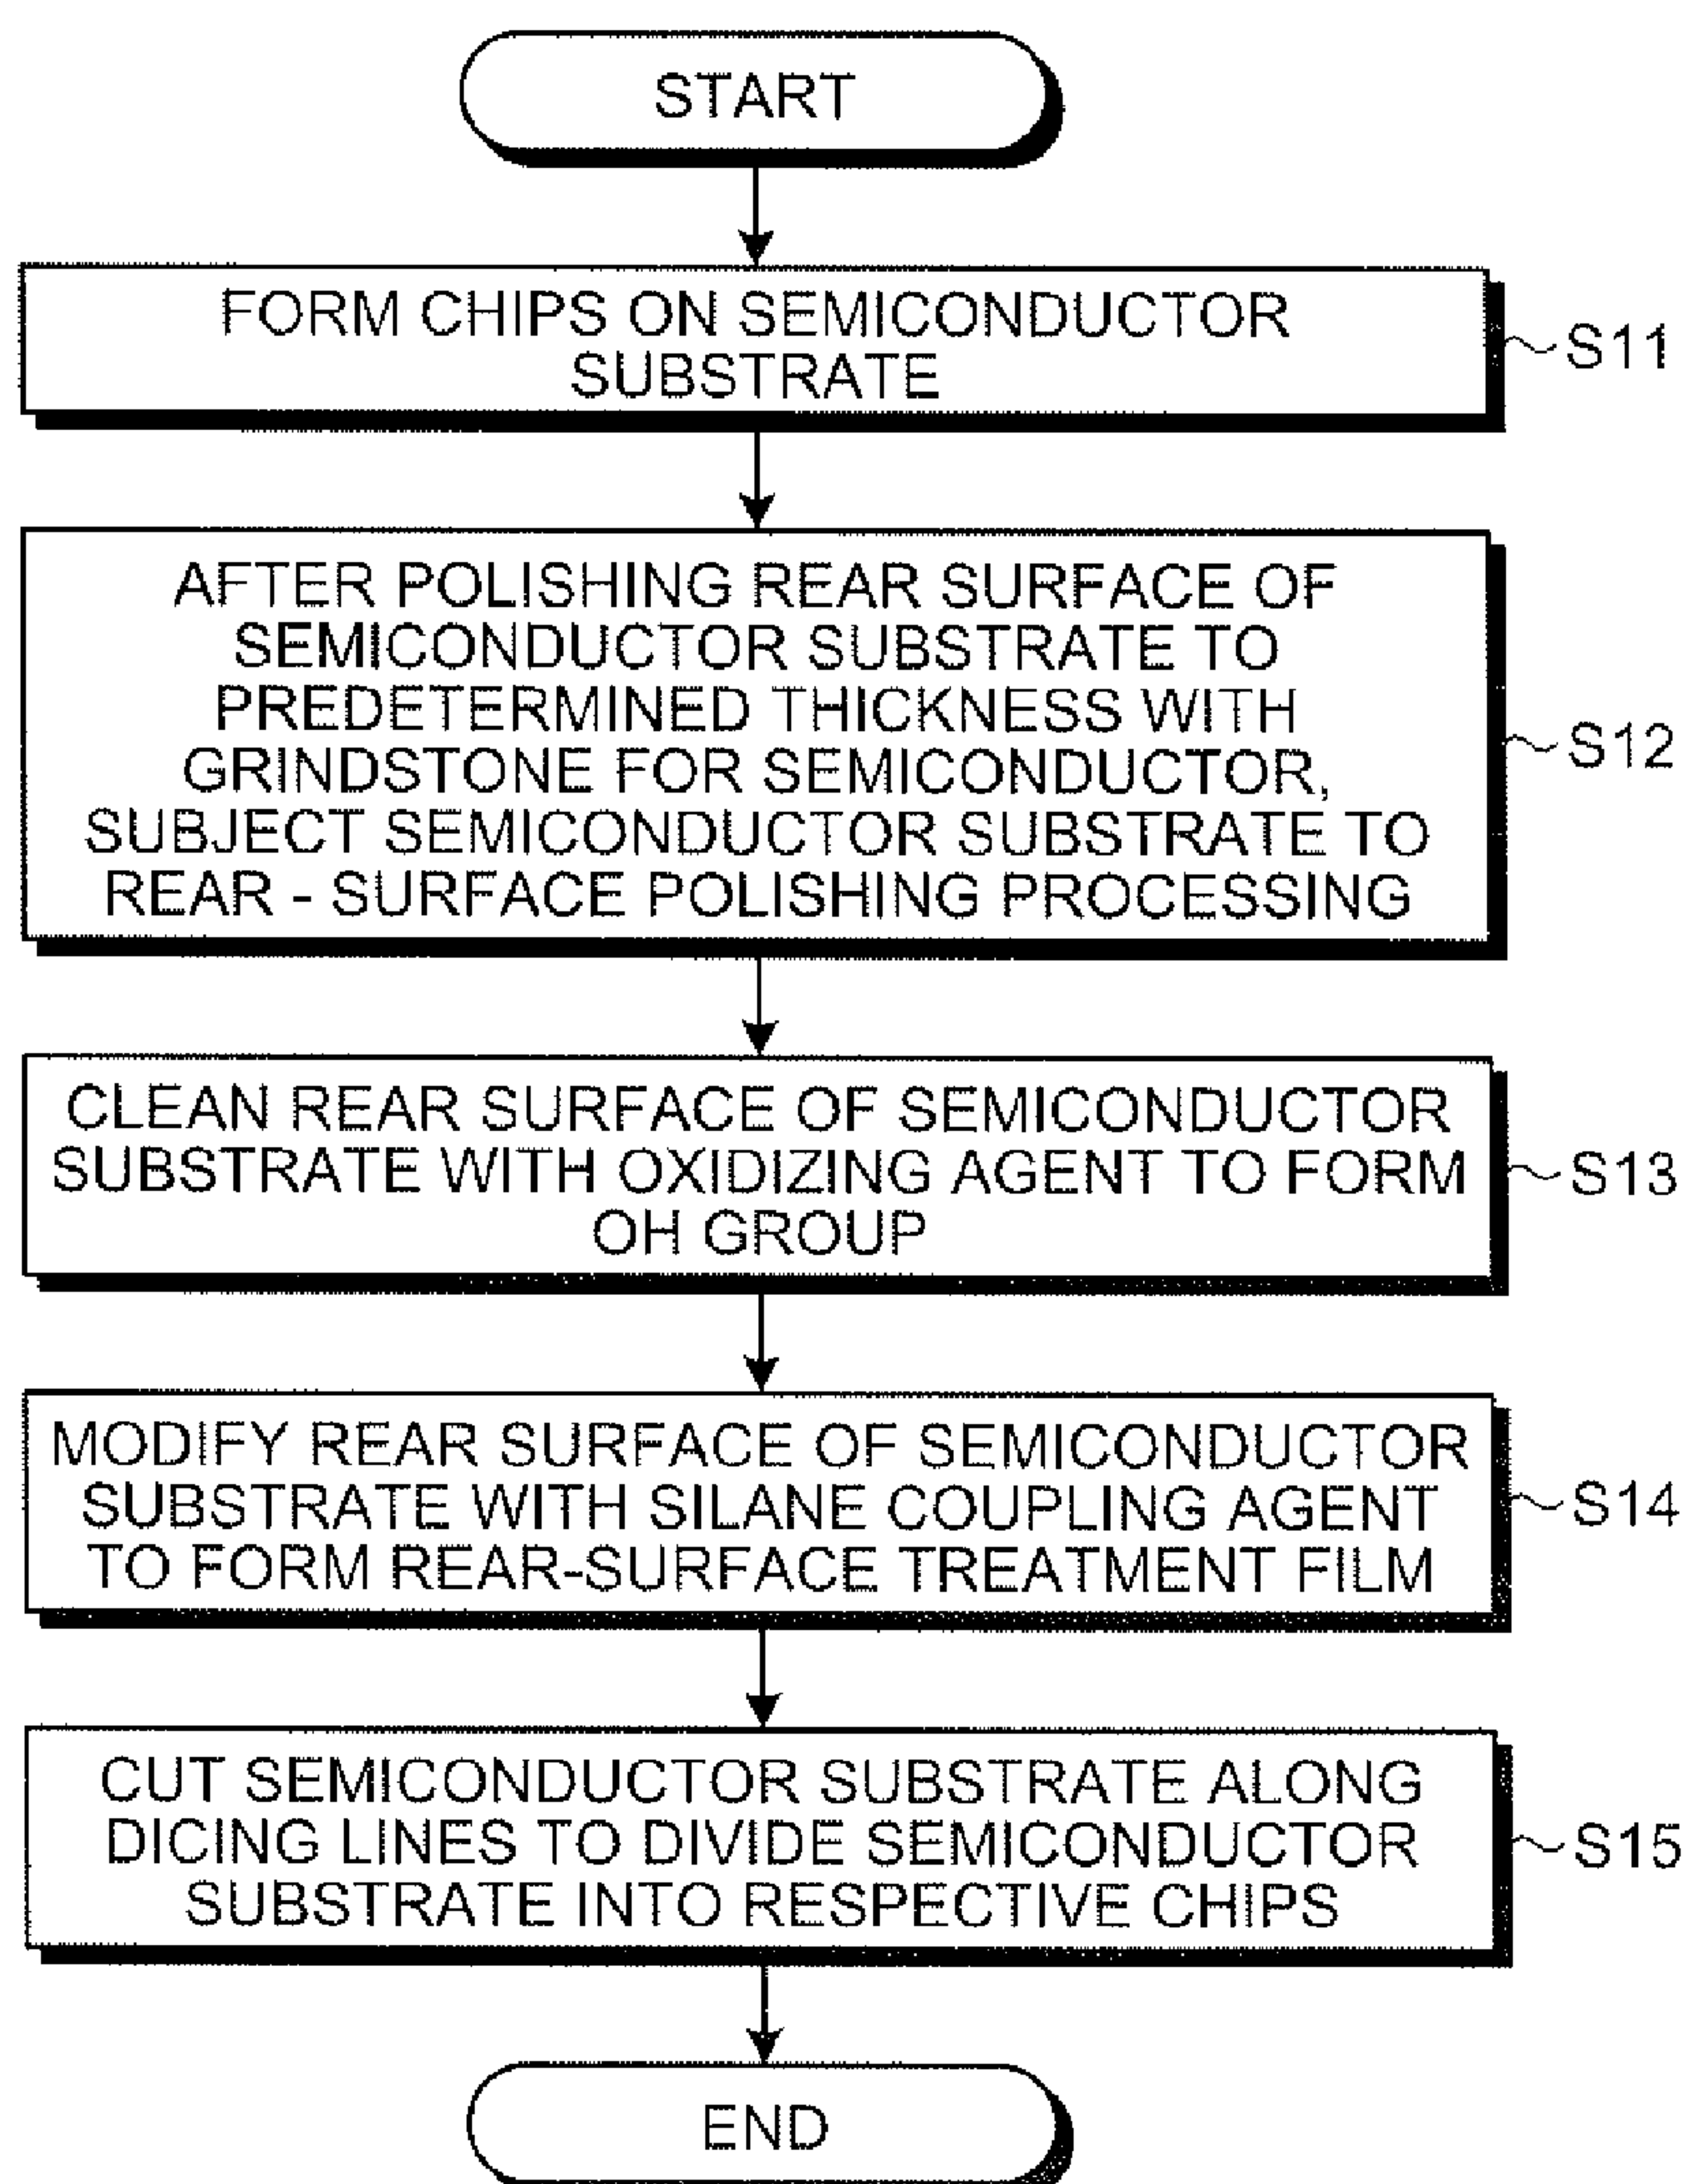 START
FORM CHIPS ON SEMICONDUCTOR
SUBSTRATE
S11
AFTER POLISHING REAR SURFACE OF
SEMICONDUCTOR SUBSTRATE TO
PREDETERMINED THICKNESS WITH
GRINDSTONE FOR SEMICONDUCTOR,
SUBJECT SEMICONDUCTOR SUBSTRATE TO
REAR - SURFACE POLISHING PROCESSING
S12
CLEAN REAR SURFACE OF SEMICONDUCTOR
SUBSTRATE WITH OXIDIZING AGENT TO FORM
OH GROUP
S13
MODIFY REAR SURFACE OF SEMICONDUCTOR
SUBSTRATE WITH SILANE COUPLING AGENT
TO FORM REAR-SURFACE TREATMENT FILM
S14
CUT SEMICONDUCTOR SUBSTRATE ALONG
DICING LINES TO DIVIDE SEMICONDUCTOR
SUBSTRATE INTO RESPECTIVE CHIPS
S15
END